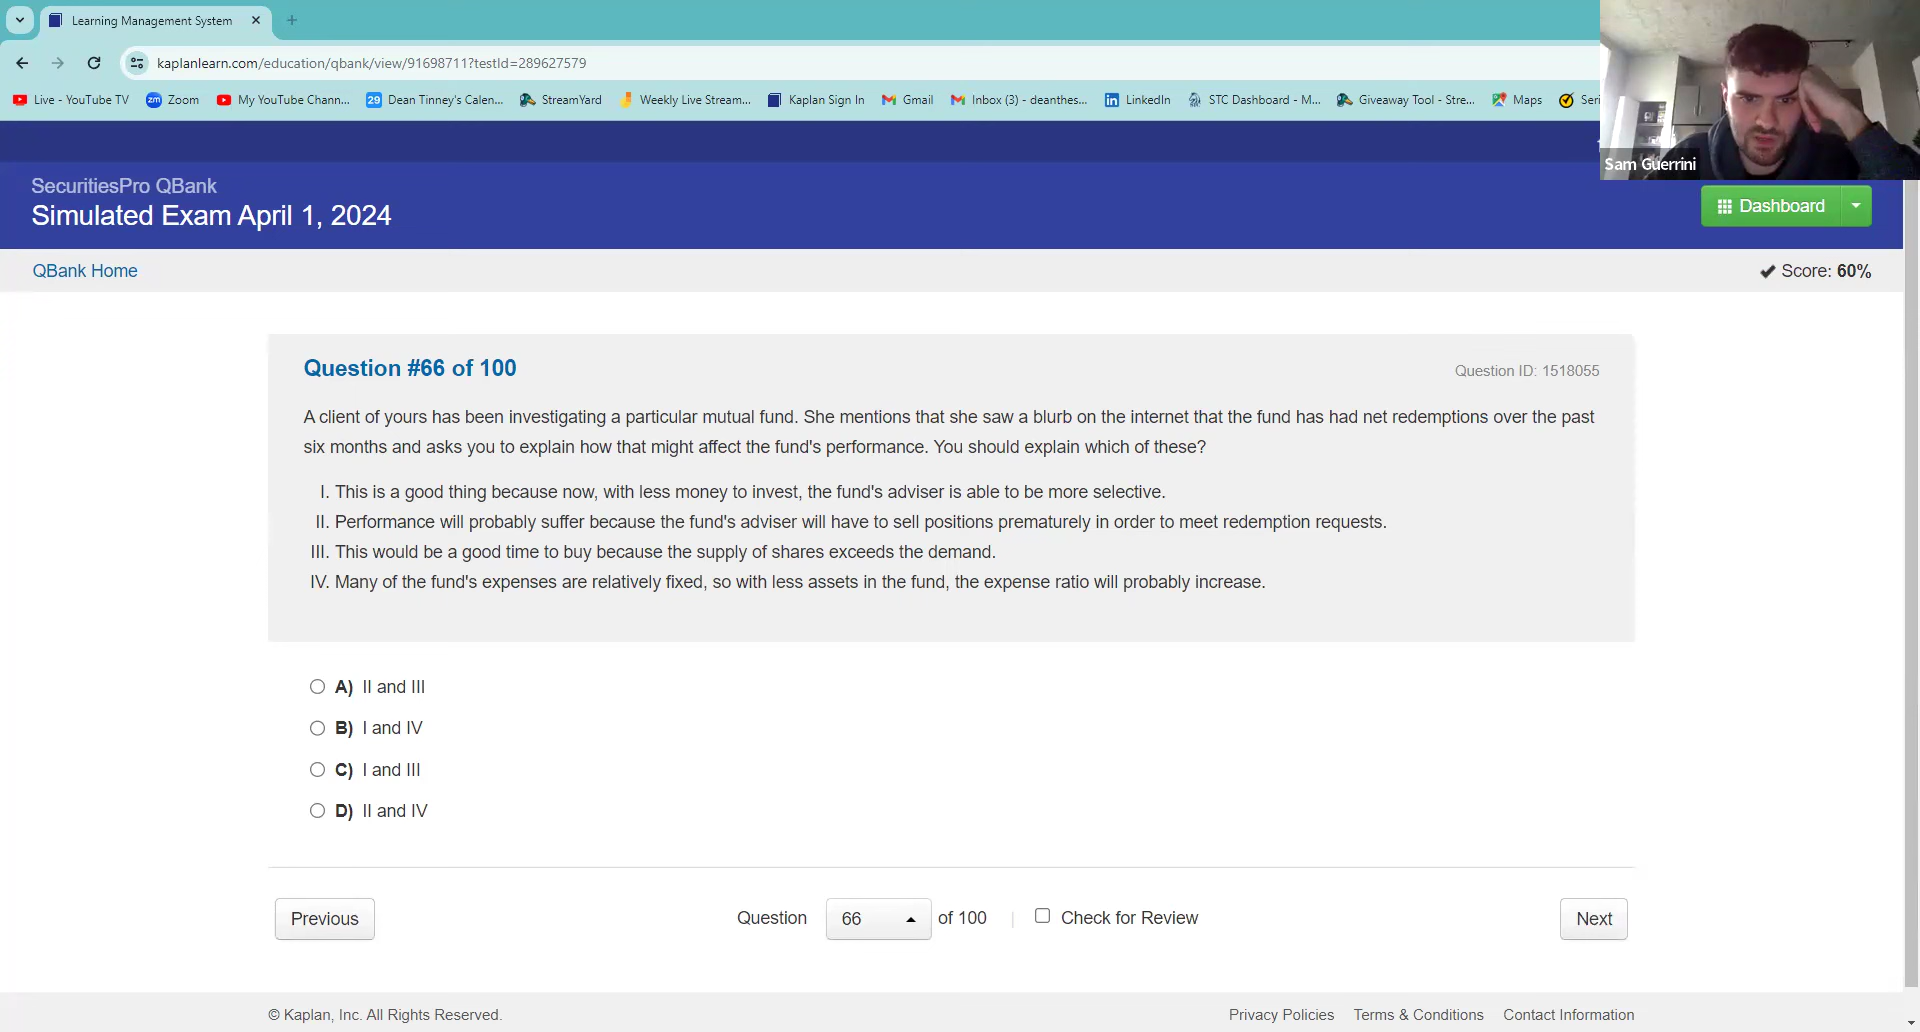 Learning Management System
kaplanlearn.com/education/qbank/view/91698711?testId=289627579
Live - YouTube TV
Zoom
My YouTube Chann...
29 Dean Tinney's Calen...
StreamYard
Weekly Live Stream...
Kaplan Sign In
Gmail
Inbox (3) - deanthes...
LinkedIn
STC Dashboard - M...
Giveaway Tool - Stre...
Maps
Seri
Sam Guerrini
SecuritiesPro QBank
Simulated Exam April 1, 2024
Dashboard
QBank Home
Score: 60%
Question #66 of 100
Question ID: 1518055
A client of yours has been investigating a particular mutual fund. She mentions that she saw a blurb on the internet that the fund has had net redemptions over the past
six months and asks you to explain how that might affect the fund's performance. You should explain which of these?
I. This is a good thing because now, with less money to invest, the fund's adviser is able to be more selective.
II. Performance will probably suffer because the fund's adviser will have to sell positions prematurely in order to meet redemption requests.
III. This would be a good time to buy because the supply of shares exceeds the demand.
IV. Many of the fund's expenses are relatively fixed, so with less assets in the fund, the expense ratio will probably increase.
A) II and III
B) I and IV
C) I and III
D) II and IV
Previous
Question 66 of 100 | Check for Review
Next
© Kaplan, Inc. All Rights Reserved.
Privacy Policies
Terms & Conditions
Contact Information